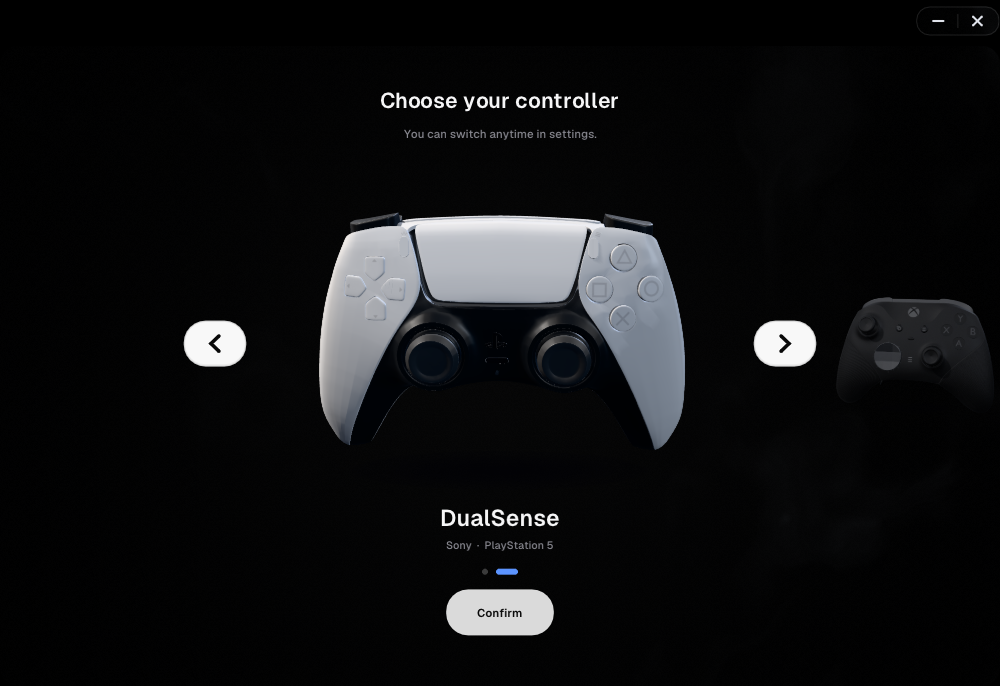 Choose your controller
You can switch anytime in settings.
Y
X B
A
DualSense
Sony · PlayStation 5
Confirm